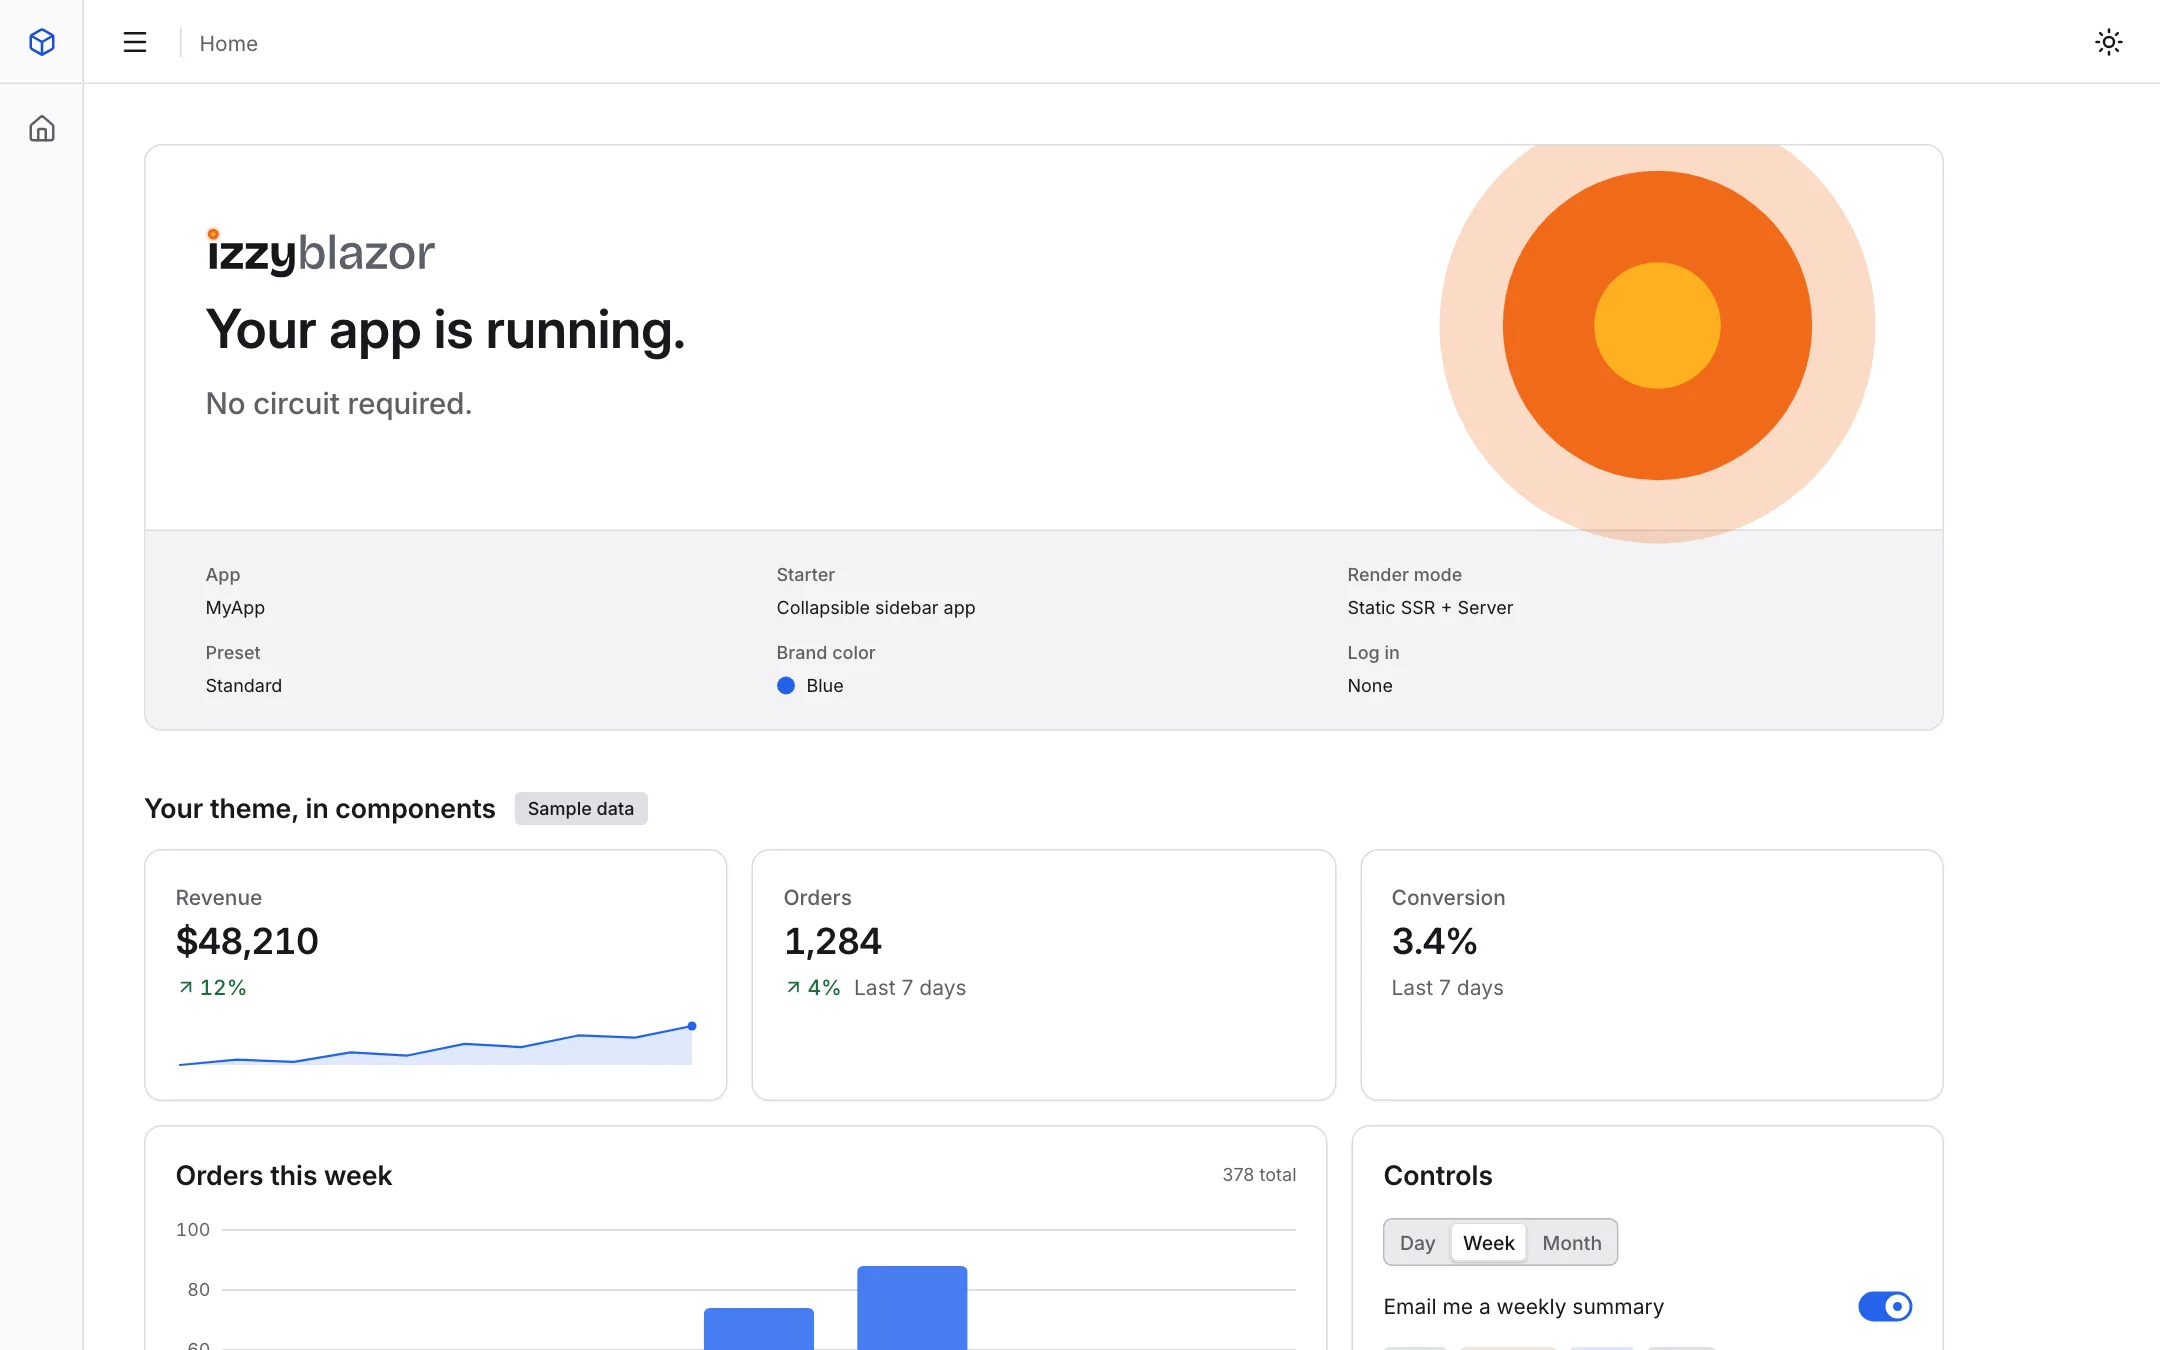 Home
izzyblazor
Your app is running.
No circuit required.
App
MyApp
Starter
Collapsible sidebar app
Render mode
Static SSR + Server
Preset
Standard
Brand color
Blue
Log in
None
Your theme, in components
Sample data
Revenue
$48,210
12%
Orders
1,284
4% Last 7 days
Conversion
3.4%
Last 7 days
Orders this week
378 total
100
80
60
Controls
Day Week Month
Email me a weekly summary